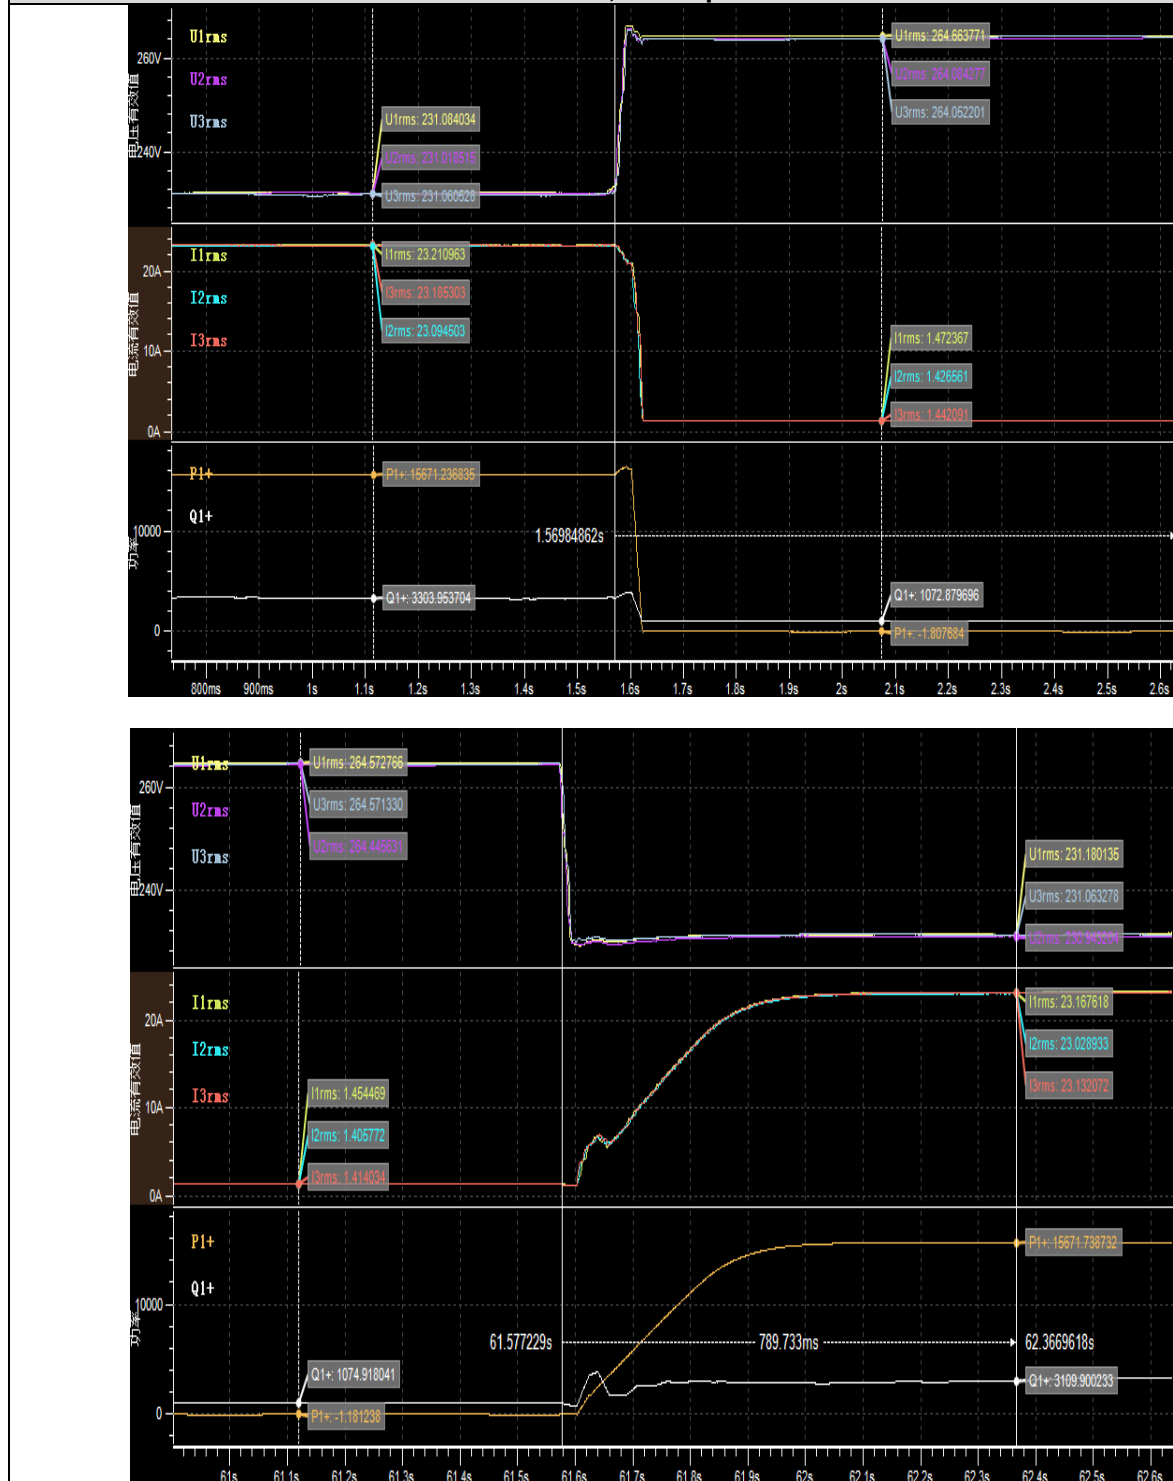 U1rms
U2rms
U3rms
电压有效值
260V
240V
U1rms: 231.084034
U2rms: 231.018515
U3rms: 231.060528
U1rms: 264.663771
U2rms: 264.084277
U3rms: 264.052201
I1rms
I2rms
I3rms
电流有效值
20A
10A
0A
I1rms: 23.210963
I3rms: 23.185303
I2rms: 23.094503
I1rms: 1.472367
I2rms: 1.426561
I3rms: 1.442091
P1+
Q1+
功率
10000
0
P1+: 15671.236835
1.56984862s
Q1+: 3303.953704
Q1+: 1072.879696
P1+: -1.807684
800ms 900ms 1s 1.1s 1.2s 1.3s 1.4s 1.5s 1.6s 1.7s 1.8s 1.9s 2s 2.1s 2.2s 2.3s 2.4s 2.5s 2.6s
U1rms
U2rms
U3rms
电压有效值
260V
240V
U1rms: 264.572766
U3rms: 264.571330
U2rms: 264.445631
U1rms: 231.180135
U3rms: 231.063278
I1rms
I2rms
I3rms
电流有效值
20A
10A
0A
I1rms: 1.454469
I2rms: 1.405772
I3rms: 1.414034
I1rms: 23.167618
I2rms: 23.028933
I3rms: 23.132072
P1+
Q1+
功率
10000
0
P1+: 15671.738732
61.577229s
789.733ms
62.3669618s
Q1+: 1074.918041
P1+: -1.181238
Q1+: 3109.900233
61s 61.1s 61.2s 61.3s 61.4s 61.5s 61.6s 61.7s 61.8s 61.9s 62s 62.1s 62.2s 62.3s 62.4s 62.5s 62.6s